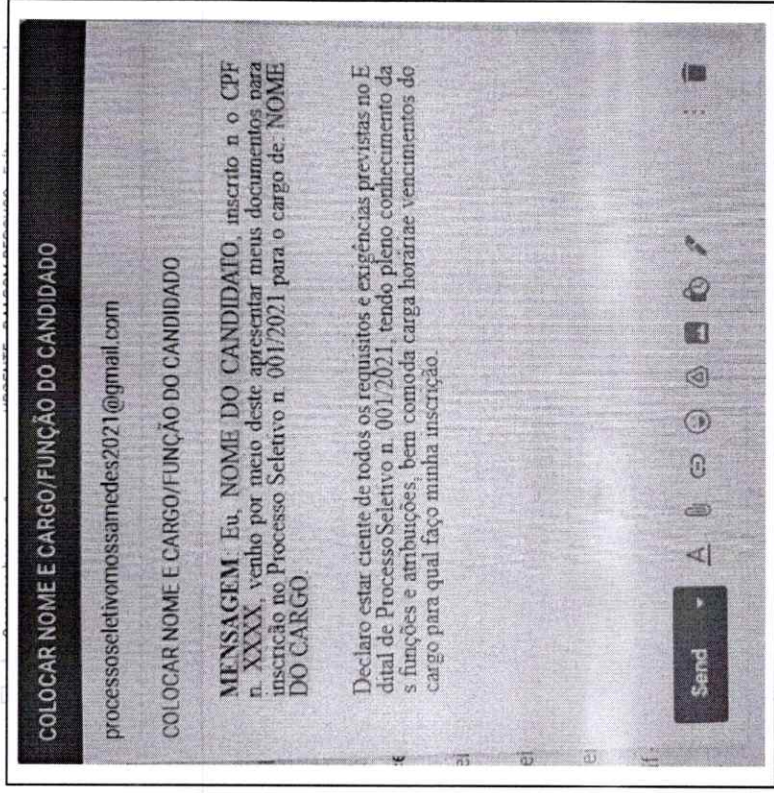 COLOCAR NOME E CARGO/FUNÇÃO DO CANDIDADO
processoseletivomossamedes2021@gmail.com
COLOCAR NOME E CARGO/FUNÇÃO DO CANDIDADO
MENSAGEM: Eu, NOME DO CANDIDATO, inscrito n o CPF
n. XXXX, venho por meio deste apresentar meus documentos para
inscrição no Processo Seletivo n. 001/2021 para o cargo de: NOME
DO CARGO.
Declaro estar ciente de todos os requisitos e exigências previstas no E
dital de Processo Seletivo n. 001/2021, tendo pleno conhecimento da
s funções e atribuições, bem comoda carga horáriae vencimentos do
cargo para qual faço minha inscrição.
Send